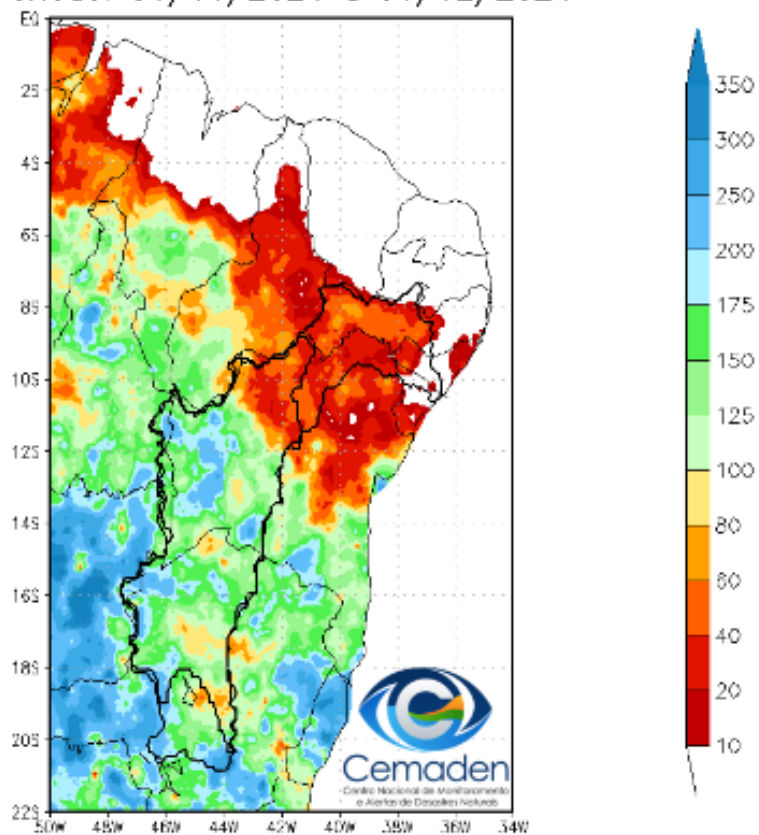 EQ
2S
4S
6S
8S
10S
12S
14S
16S
18S
20S
22S
50W 48W 46W 44W 42W 40W 38W 36W 34W
350
300
250
200
175
150
125
100
80
60
40
20
10
Cemaden
Centro Nacional de Monitoramento
e Alertas de Desastres Naturais